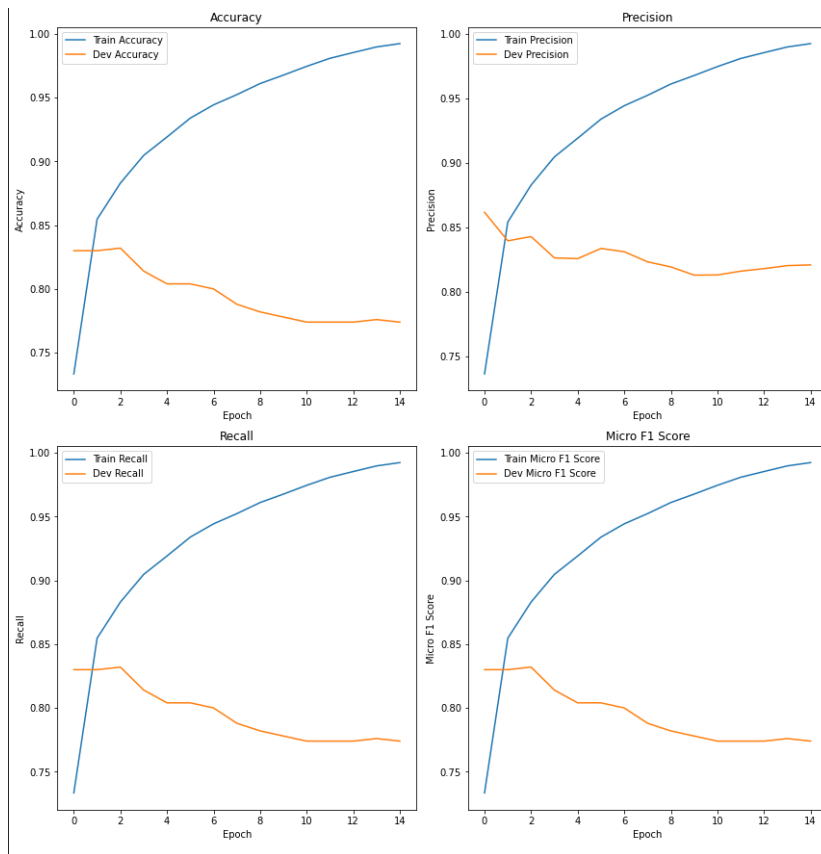 Accuracy
Train Accuracy
Dev Accuracy
1.00
0.95
0.90
0.85
0.80
0.75
Accuracy
0 2 4 6 8 10 12 14
Epoch
Precision
Train Precision
Dev Precision
1.00
0.95
0.90
0.85
0.80
0.75
Precision
0 2 4 6 8 10 12 14
Epoch
Recall
Train Recall
Dev Recall
1.00
0.95
0.90
0.85
0.80
0.75
Recall
0 2 4 6 8 10 12 14
Epoch
Micro F1 Score
Train Micro F1 Score
Dev Micro F1 Score
1.00
0.95
0.90
0.85
0.80
0.75
Micro F1 Score
0 2 4 6 8 10 12 14
Epoch